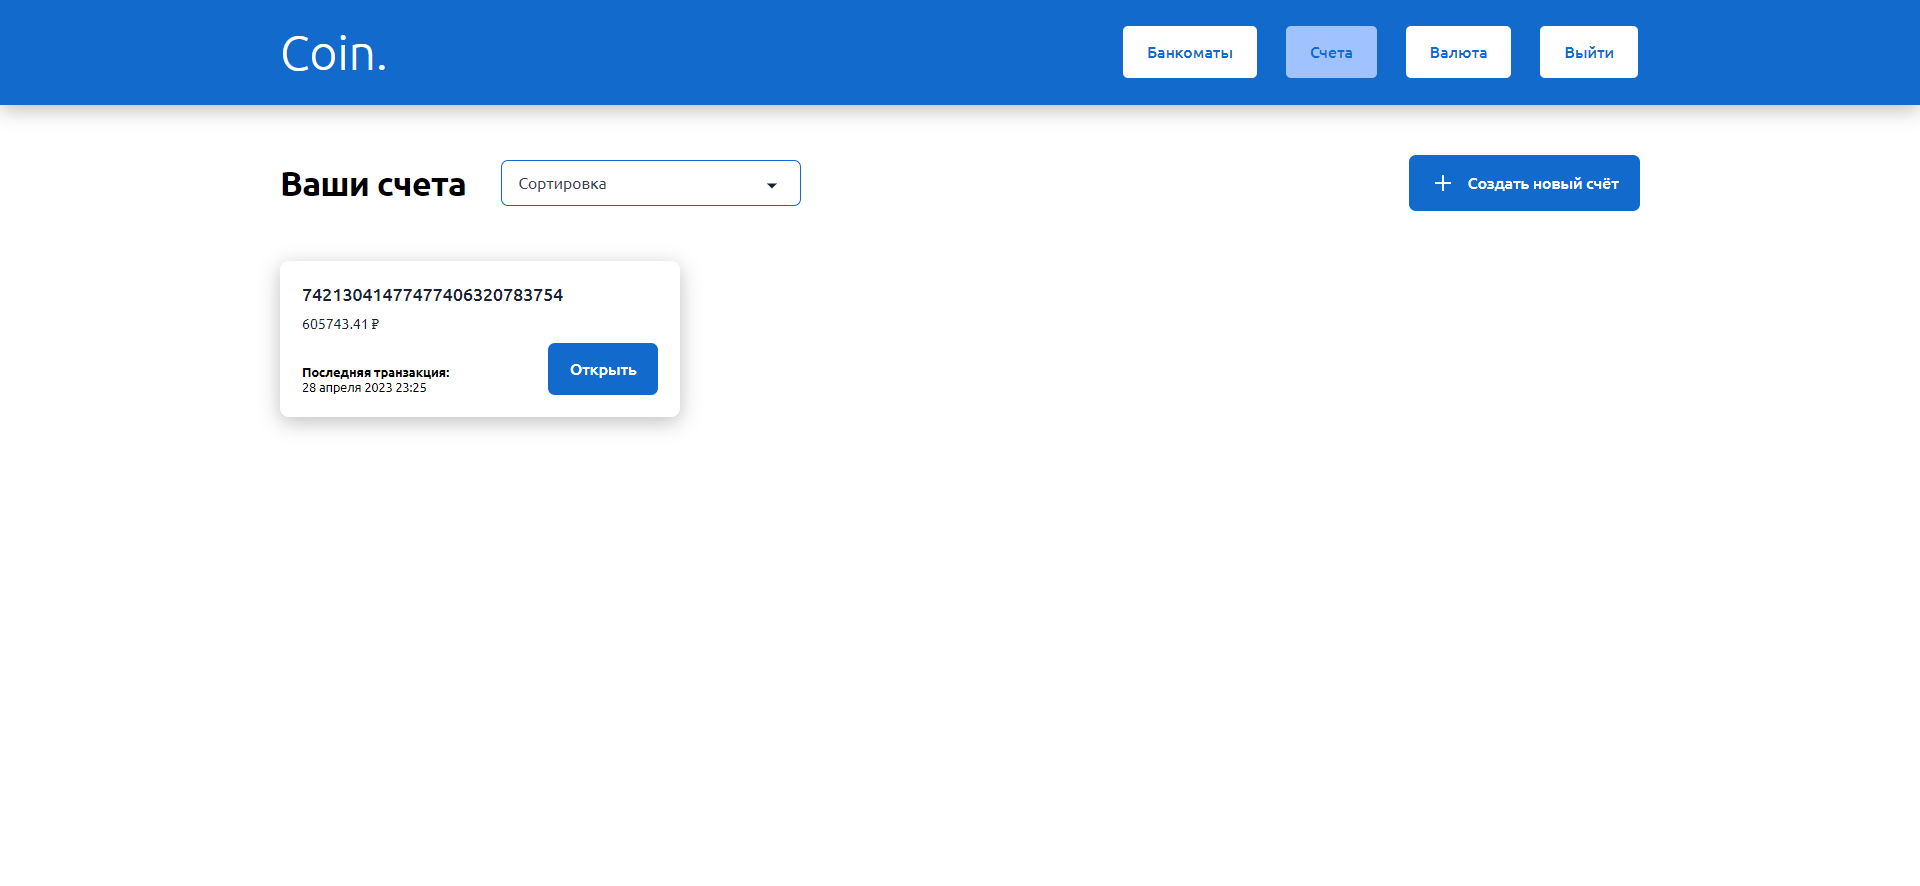 Coin.
Банкоматы
Счета
Валюта
Выйти
Ваши счета
Сортировка
Создать новый счёт
74213041477477406320783754
605743.41 ₽
Последняя транзакция:
28 апреля 2023 23:25
Открыть